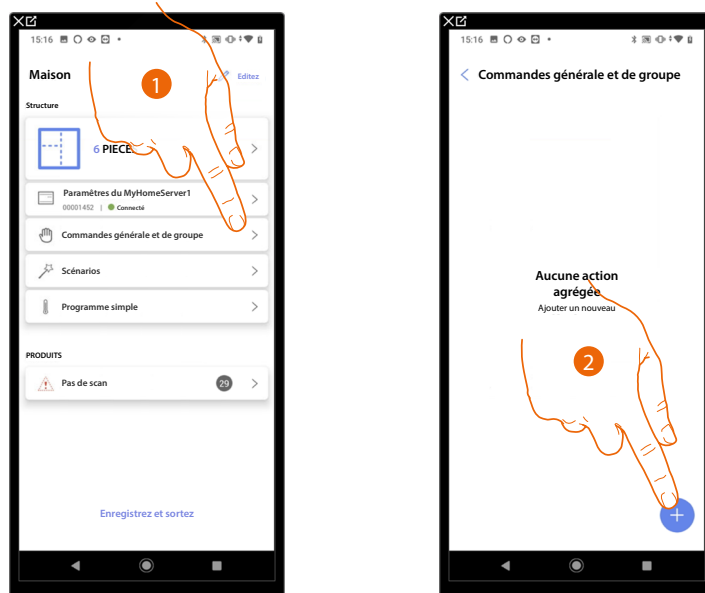 15:16
Maison
Editez
1
Structure
6 PIECE
Paramètres du MyHomeServer1
00001452 | Connecté
Commandes générale et de groupe
Scénarios
Programme simple
PRODUITS
Pas de scan
29
Enregistrez et sortez
15:16
Commandes générale et de groupe
Aucune action
agrégée
Ajouter un nouveau
2